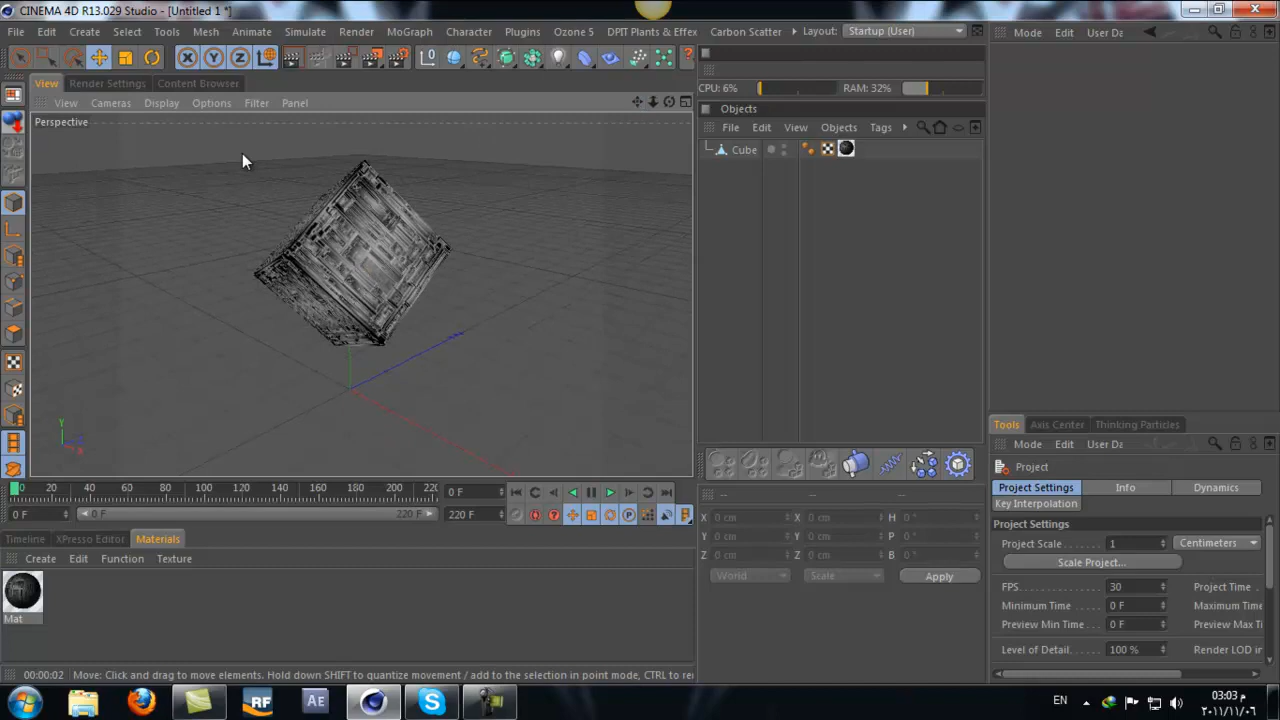 CINEMA 4D R13.029 Studio - [Untitled 1 *]
File Edit Create Select Tools Mesh Animate Simulate Render MoGraph Character Plugins Ozone 5 DPIT Plants & Effex Carbon Scatter Layout: Startup (User)
View Render Settings Content Browser
View Cameras Display Options Filter Panel
Perspective
Y
Z
X
0 20 40 60 80 100 120 140 160 180 200 220
0 F
0 F 0 F 220 F 220 F
Timeline XPresso Editor Materials
Create Edit Function Texture
Mat
00:00:02 Move: Click and drag to move elements. Hold down SHIFT to quantize movement / add to the selection in point mode, CTRL to re
CPU: 6% RAM: 32%
Objects
File Edit View Objects Tags
Cube
-- -- --
X 0 cm X 0 cm H 0 °
Y 0 cm Y 0 cm P 0 °
Z 0 cm Z 0 cm B 0 °
World Scale Apply
Mode Edit User Da
Tools Axis Center Thinking Particles
Mode Edit User Da
Project
Project Settings Info Dynamics
Key Interpolation
Project Settings
Project Scale 1 Centimeters
Scale Project...
FPS 30 Project Time
Minimum Time 0 F Maximum Time
Preview Min Time 0 F Preview Max Ti
Level of Detail 100 % Render LOD in
RF Ae
EN
03:03 م
٢٠١١/١١/٠٦